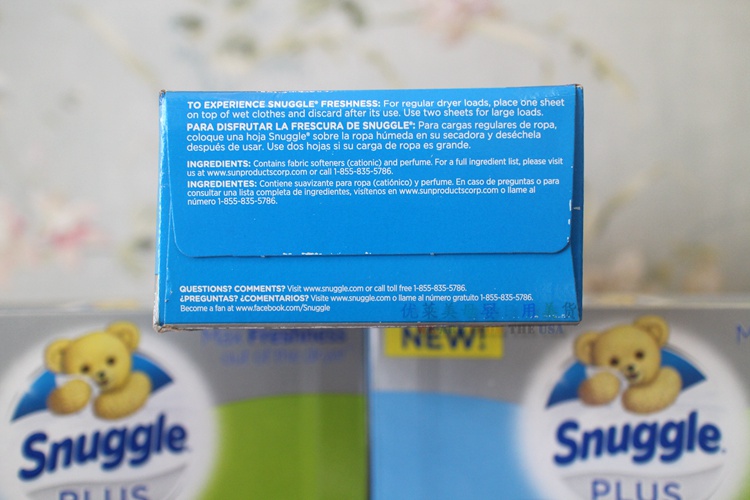 TO EXPERIENCE SNUGGLE® FRESHNESS: For regular dryer loads, place one sheet
on top of wet clothes and discard after its use. Use two sheets for large loads.
PARA DISFRUTAR LA FRESCURA DE SNUGGLE®: Para cargas regulares de ropa,
coloque una hoja Snuggle® sobre la ropa húmeda en su secadora y deséchela
después de usar. Use dos hojas si su carga de ropa es grande.
INGREDIENTS: Contains fabric softeners (cationic) and perfume. For a full ingredient list, please visit
us at www.sunproductscorp.com or call 1-855-835-5786.
INGREDIENTES: Contiene suavizante para ropa (catiónico) y perfume. En caso de preguntas o para
consultar una lista completa de ingredientes, visítenos en www.sunproductscorp.com o llame al
número 1-855-835-5786.
QUESTIONS? COMMENTS? Visit www.snuggle.com or call toll free 1-855-835-5786.
¿PREGUNTAS? ¿COMENTARIOS? Visite www.snuggle.com o llame al número gratuito 1-855-835-5786.
Become a fan at www.facebook.com/Snuggle
THE USA
Max Freshness
out of the dryer
NEW!
Snuggle
PLUS
Snuggle
PLUS